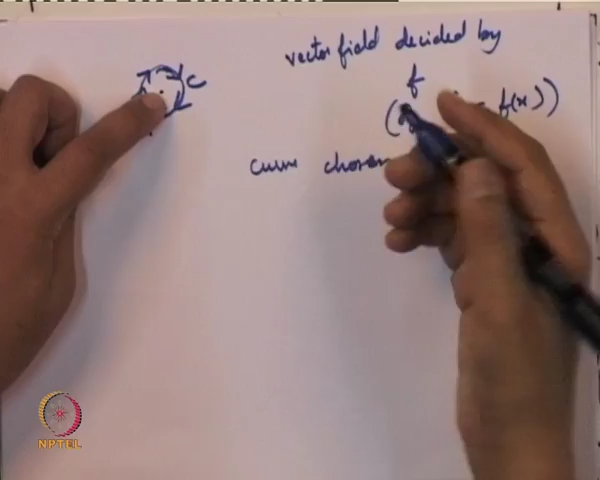 vector field decided by
C
f
f(x))
curve chosen
NPTEL